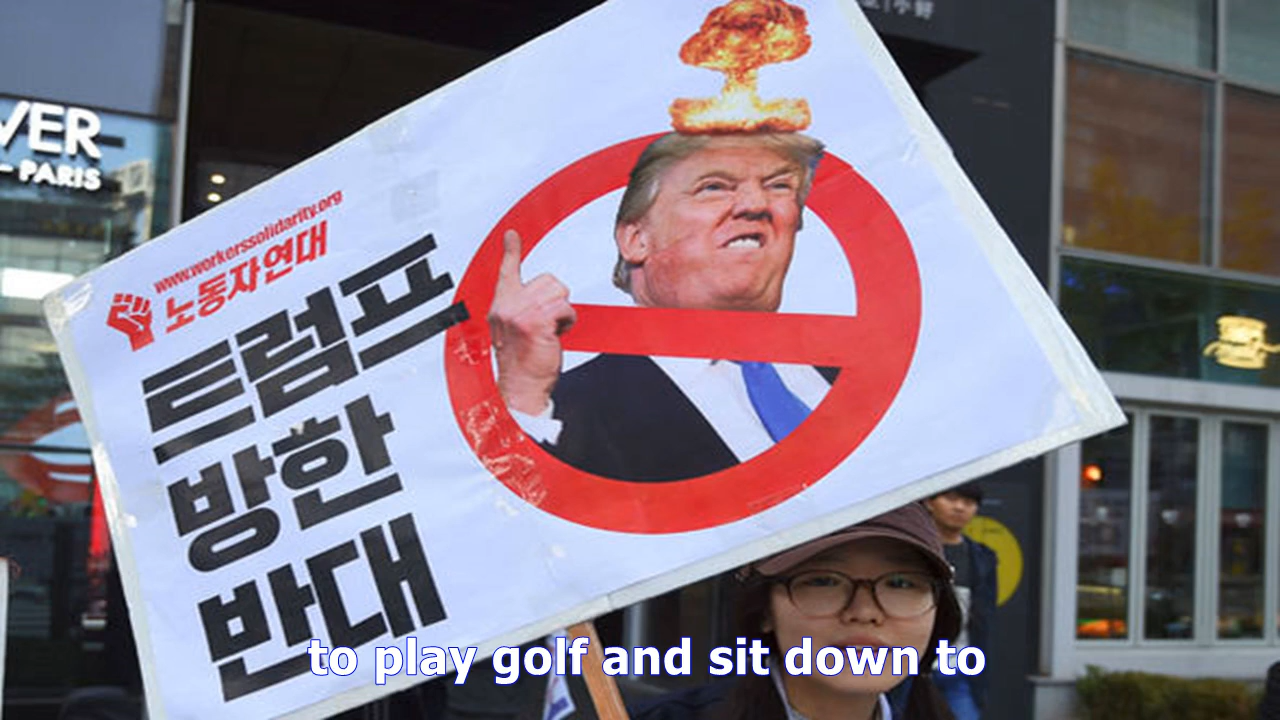 VER
- PARIS
www.workerssolidarity.org
노동자 연대
트럼프
방한
반대
to play golf and sit down to